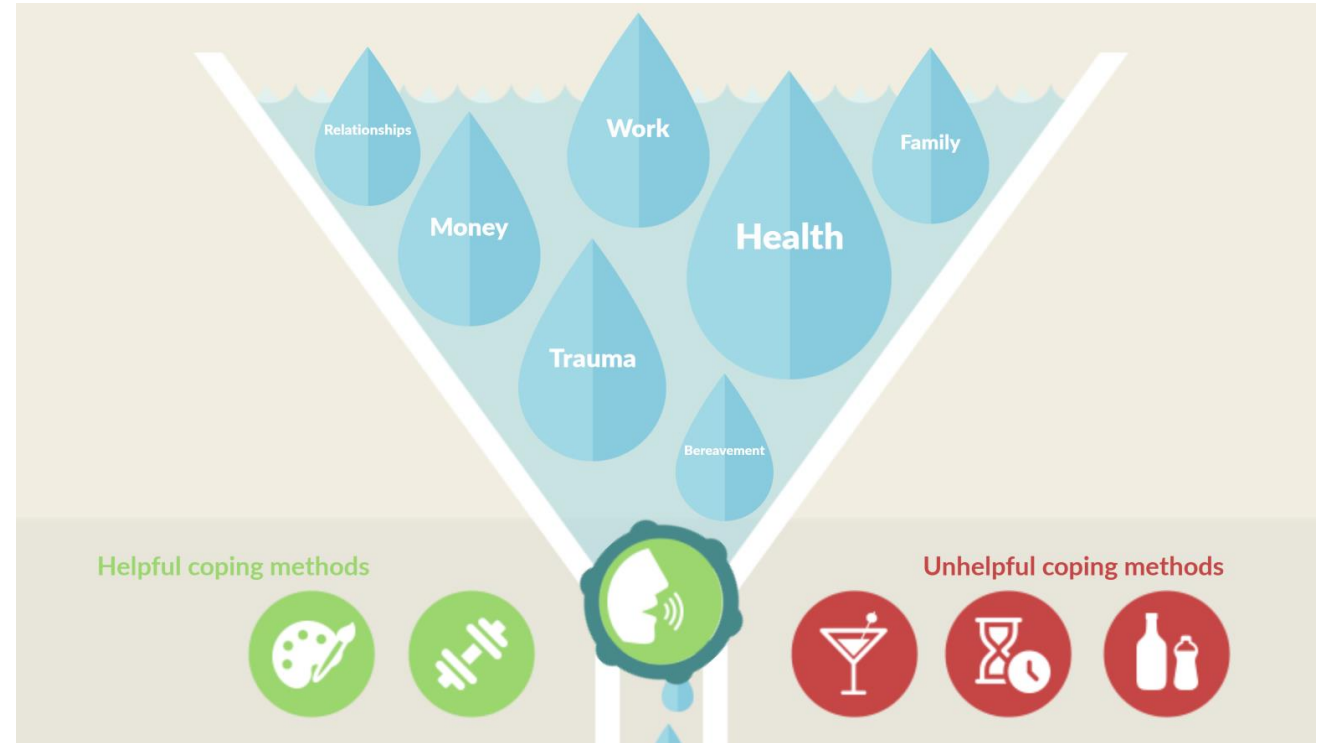 Relationships
Work
Family
Money
Health
Trauma
Bereavement
Helpful coping methods
Unhelpful coping methods